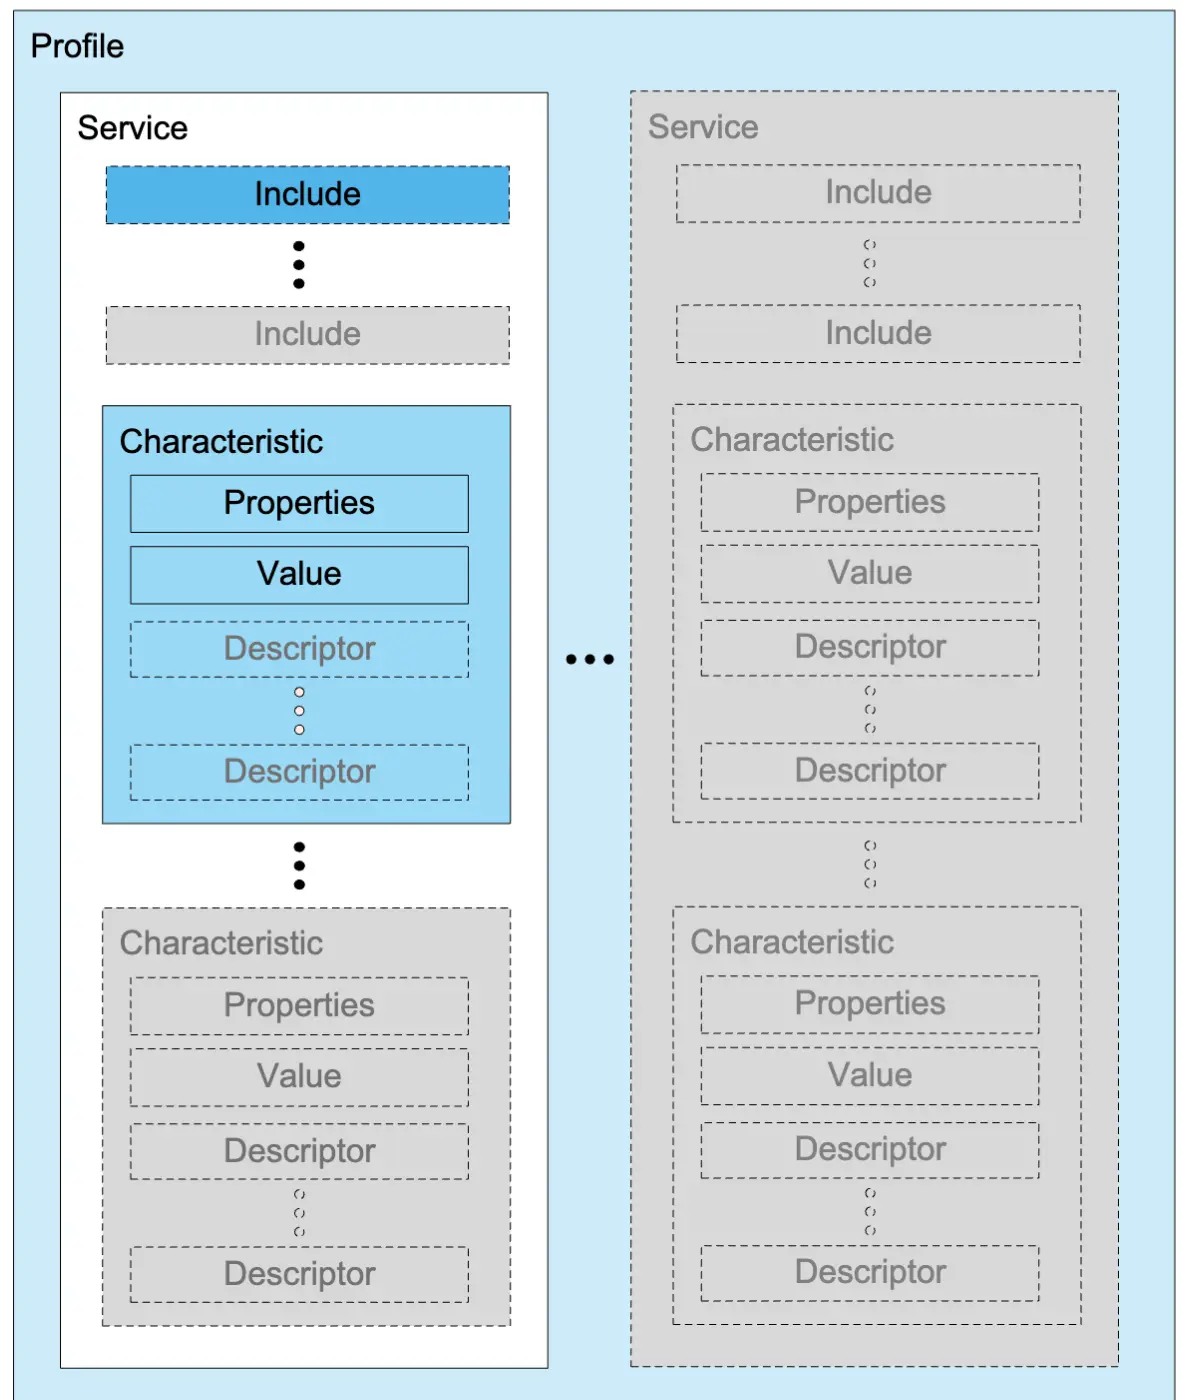 Profile
Service
Include
Include
Characteristic
Properties
Value
Descriptor
Descriptor
Characteristic
Properties
Value
Descriptor
Descriptor
Service
Include
Include
Characteristic
Properties
Value
Descriptor
Descriptor
Characteristic
Properties
Value
Descriptor
Descriptor